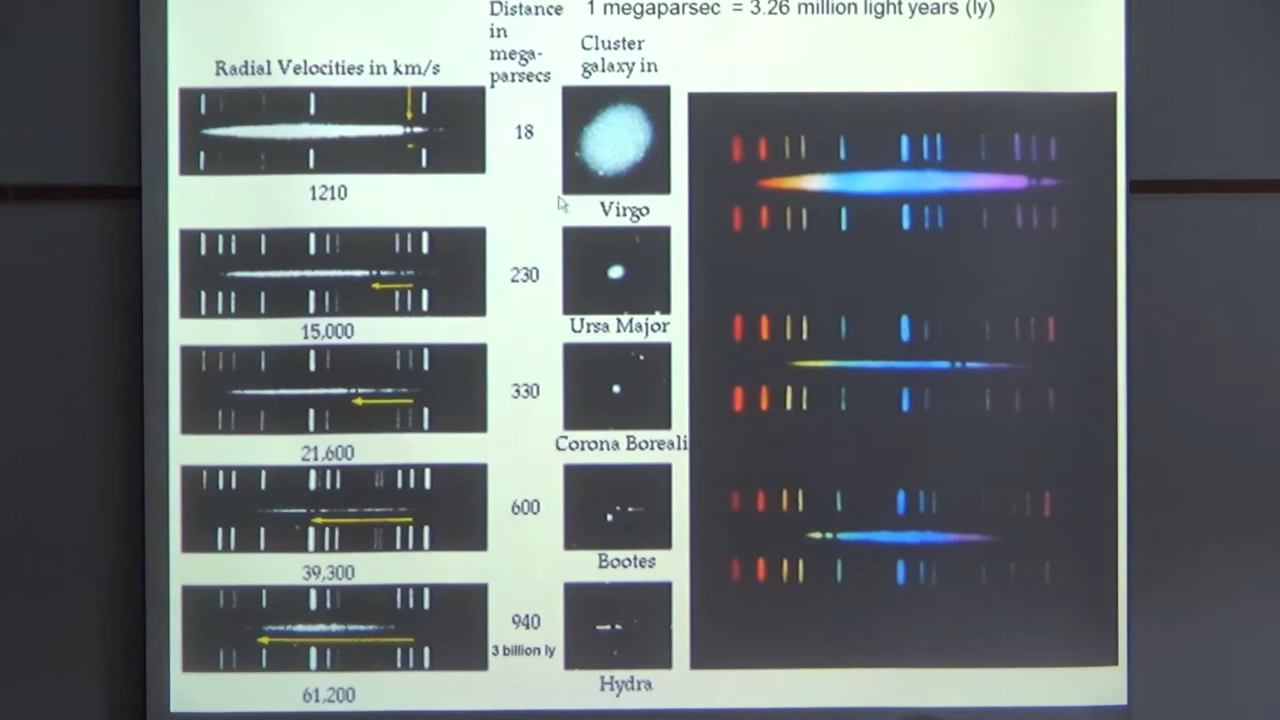 Distance
in
mega-
parsecs
1 megaparsec = 3.26 million light years (ly)
Cluster
galaxy in
Radial Velocities in km/s
18
1210
Virgo
230
15,000
Ursa Major
330
21,600
Corona Boreali
600
39,300
Bootes
940
3 billion ly
61,200
Hydra